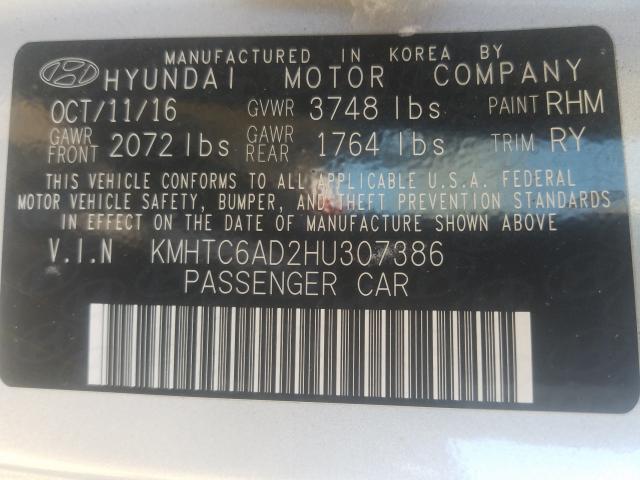 MANUFACTURED IN KOREA BY
HYUNDAI MOTOR COMPANY
OCT/11/16 GVWR 3748 lbs PAINT RHM
GAWR FRONT 2072 lbs GAWR REAR 1764 lbs TRIM RY
THIS VEHICLE CONFORMS TO ALL APPLICABLE U.S.A. FEDERAL
MOTOR VEHICLE SAFETY, BUMPER, AND THEFT PREVENTION STANDARDS
IN EFFECT ON THE DATE OF MANUFACTURE SHOWN ABOVE
V.I.N KMHTC6AD2HU307386
PASSENGER CAR